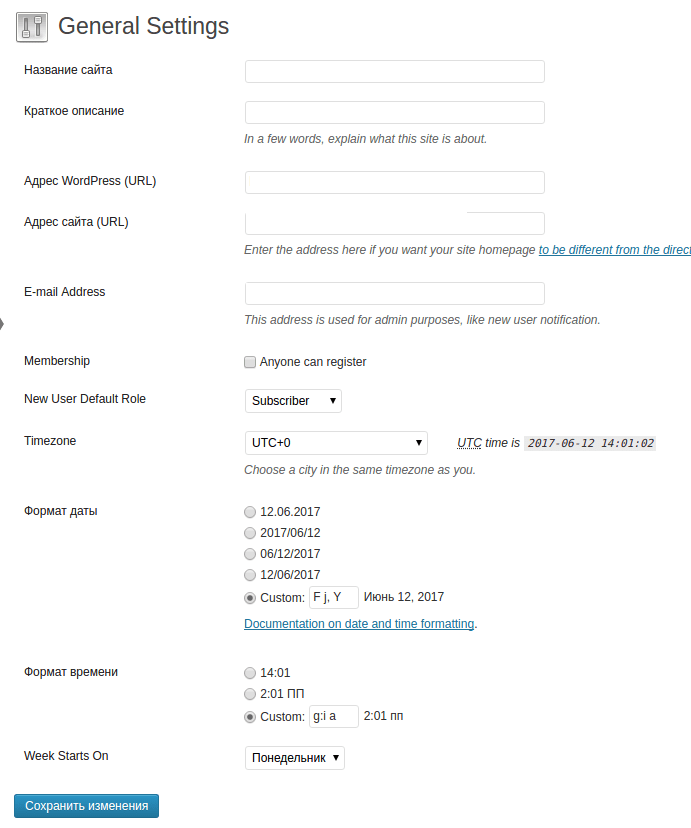 General Settings
Название сайта
Краткое описание
In a few words, explain what this site is about.
Адрес WordPress (URL)
Адрес сайта (URL)
Enter the address here if you want your site homepage to be different from the direct
E-mail Address
This address is used for admin purposes, like new user notification.
Membership Anyone can register
New User Default Role Subscriber
Timezone UTC+0 UTC time is 2017-06-12 14:01:02
Choose a city in the same timezone as you.
Формат даты 12.06.2017
2017/06/12
06/12/2017
12/06/2017
Custom: F j, Y Июнь 12, 2017
Documentation on date and time formatting.
Формат времени 14:01
2:01 ПП
Custom: g:i a 2:01 пп
Week Starts On Понедельник
Сохранить изменения